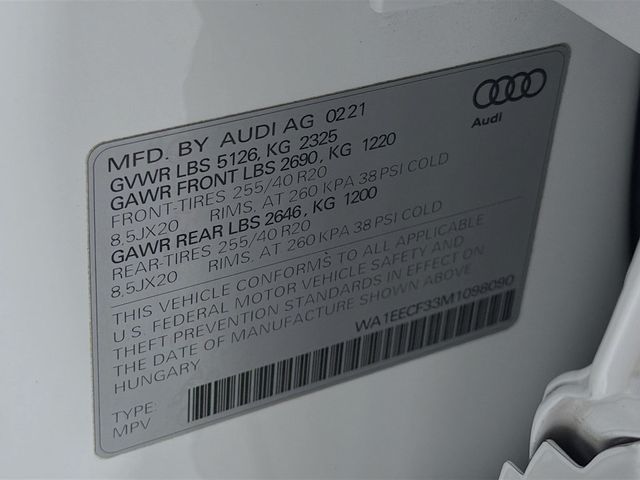 MFD. BY AUDI AG 0221
GVWR LBS 5126, KG 2325
GAWR FRONT LBS 2690, KG 1220
FRONT-TIRES 255/40 R20
8.5JX20 RIMS, AT 260 KPA 38 PSI COLD
GAWR REAR LBS 2646, KG 1200
REAR-TIRES 255/40 R20
8.5JX20 RIMS, AT 260 KPA 38 PSI COLD
THIS VEHICLE CONFORMS TO ALL APPLICABLE
U.S. FEDERAL MOTOR VEHICLE SAFETY AND
THEFT PREVENTION STANDARDS IN EFFECT ON
THE DATE OF MANUFACTURE SHOWN ABOVE
HUNGARY
WA1EECF33M1098090
TYPE:
MPV
Audi